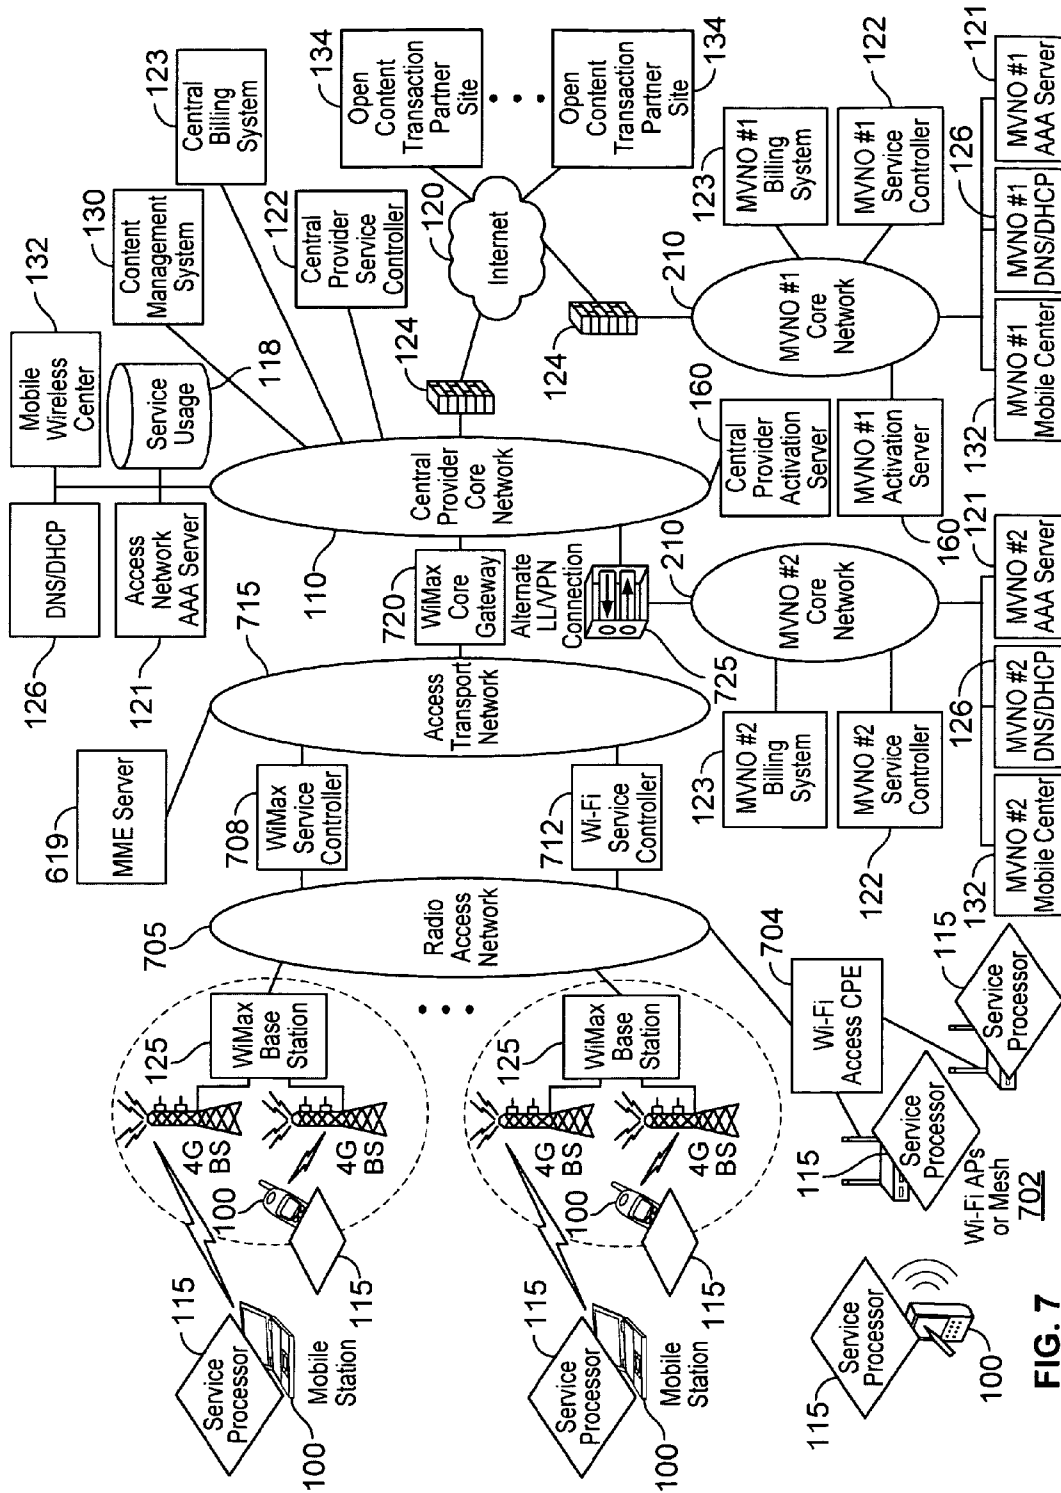 115
Service
Processor
100
FIG. 7
Wi-Fi APs
or Mesh
702
115
Service
Processor
115
Service
Processor
Wi-Fi
Access CPE
704
115
Service
Processor
100
Mobile
Station
100
115
4G
BS
4G
BS
125
WiMax
Base
Station
115
Service
Processor
100
Mobile
Station
100
115
4G
BS
4G
BS
125
WiMax
Base
Station
705
Radio
Access
Network
712
Wi-Fi
Service
Controller
708
WiMax
Service
Controller
619
MME Server
715
Access
Transport
Network
720
WiMax
Core
Gateway
Alternate
LL/VPN
Connection
725
110
Central
Provider
Core
Network
126
DNS/DHCP
121
Access
Network
AAA Server
132
Mobile
Wireless
Center
118
Service
Usage
130
Content
Management
System
123
Central
Billing
System
122
Central
Provider
Service
Controller
124
120
Internet
134
Open
Content
Transaction
Partner
Site
134
Open
Content
Transaction
Partner
Site
124
160
Central
Provider
Activation
Server
210
MVNO #2
Core
Network
123
MVNO #2
Billing
System
122
MVNO #2
Service
Controller
132
MVNO #2
Mobile Center
126
MVNO #2
DNS/DHCP
121
MVNO #2
AAA Server
210
MVNO #1
Core
Network
160
MVNO #1
Activation
Server
123
MVNO #1
Billing
System
122
MVNO #1
Service
Controller
132
MVNO #1
Mobile Center
126
MVNO #1
DNS/DHCP
121
MVNO #1
AAA Server